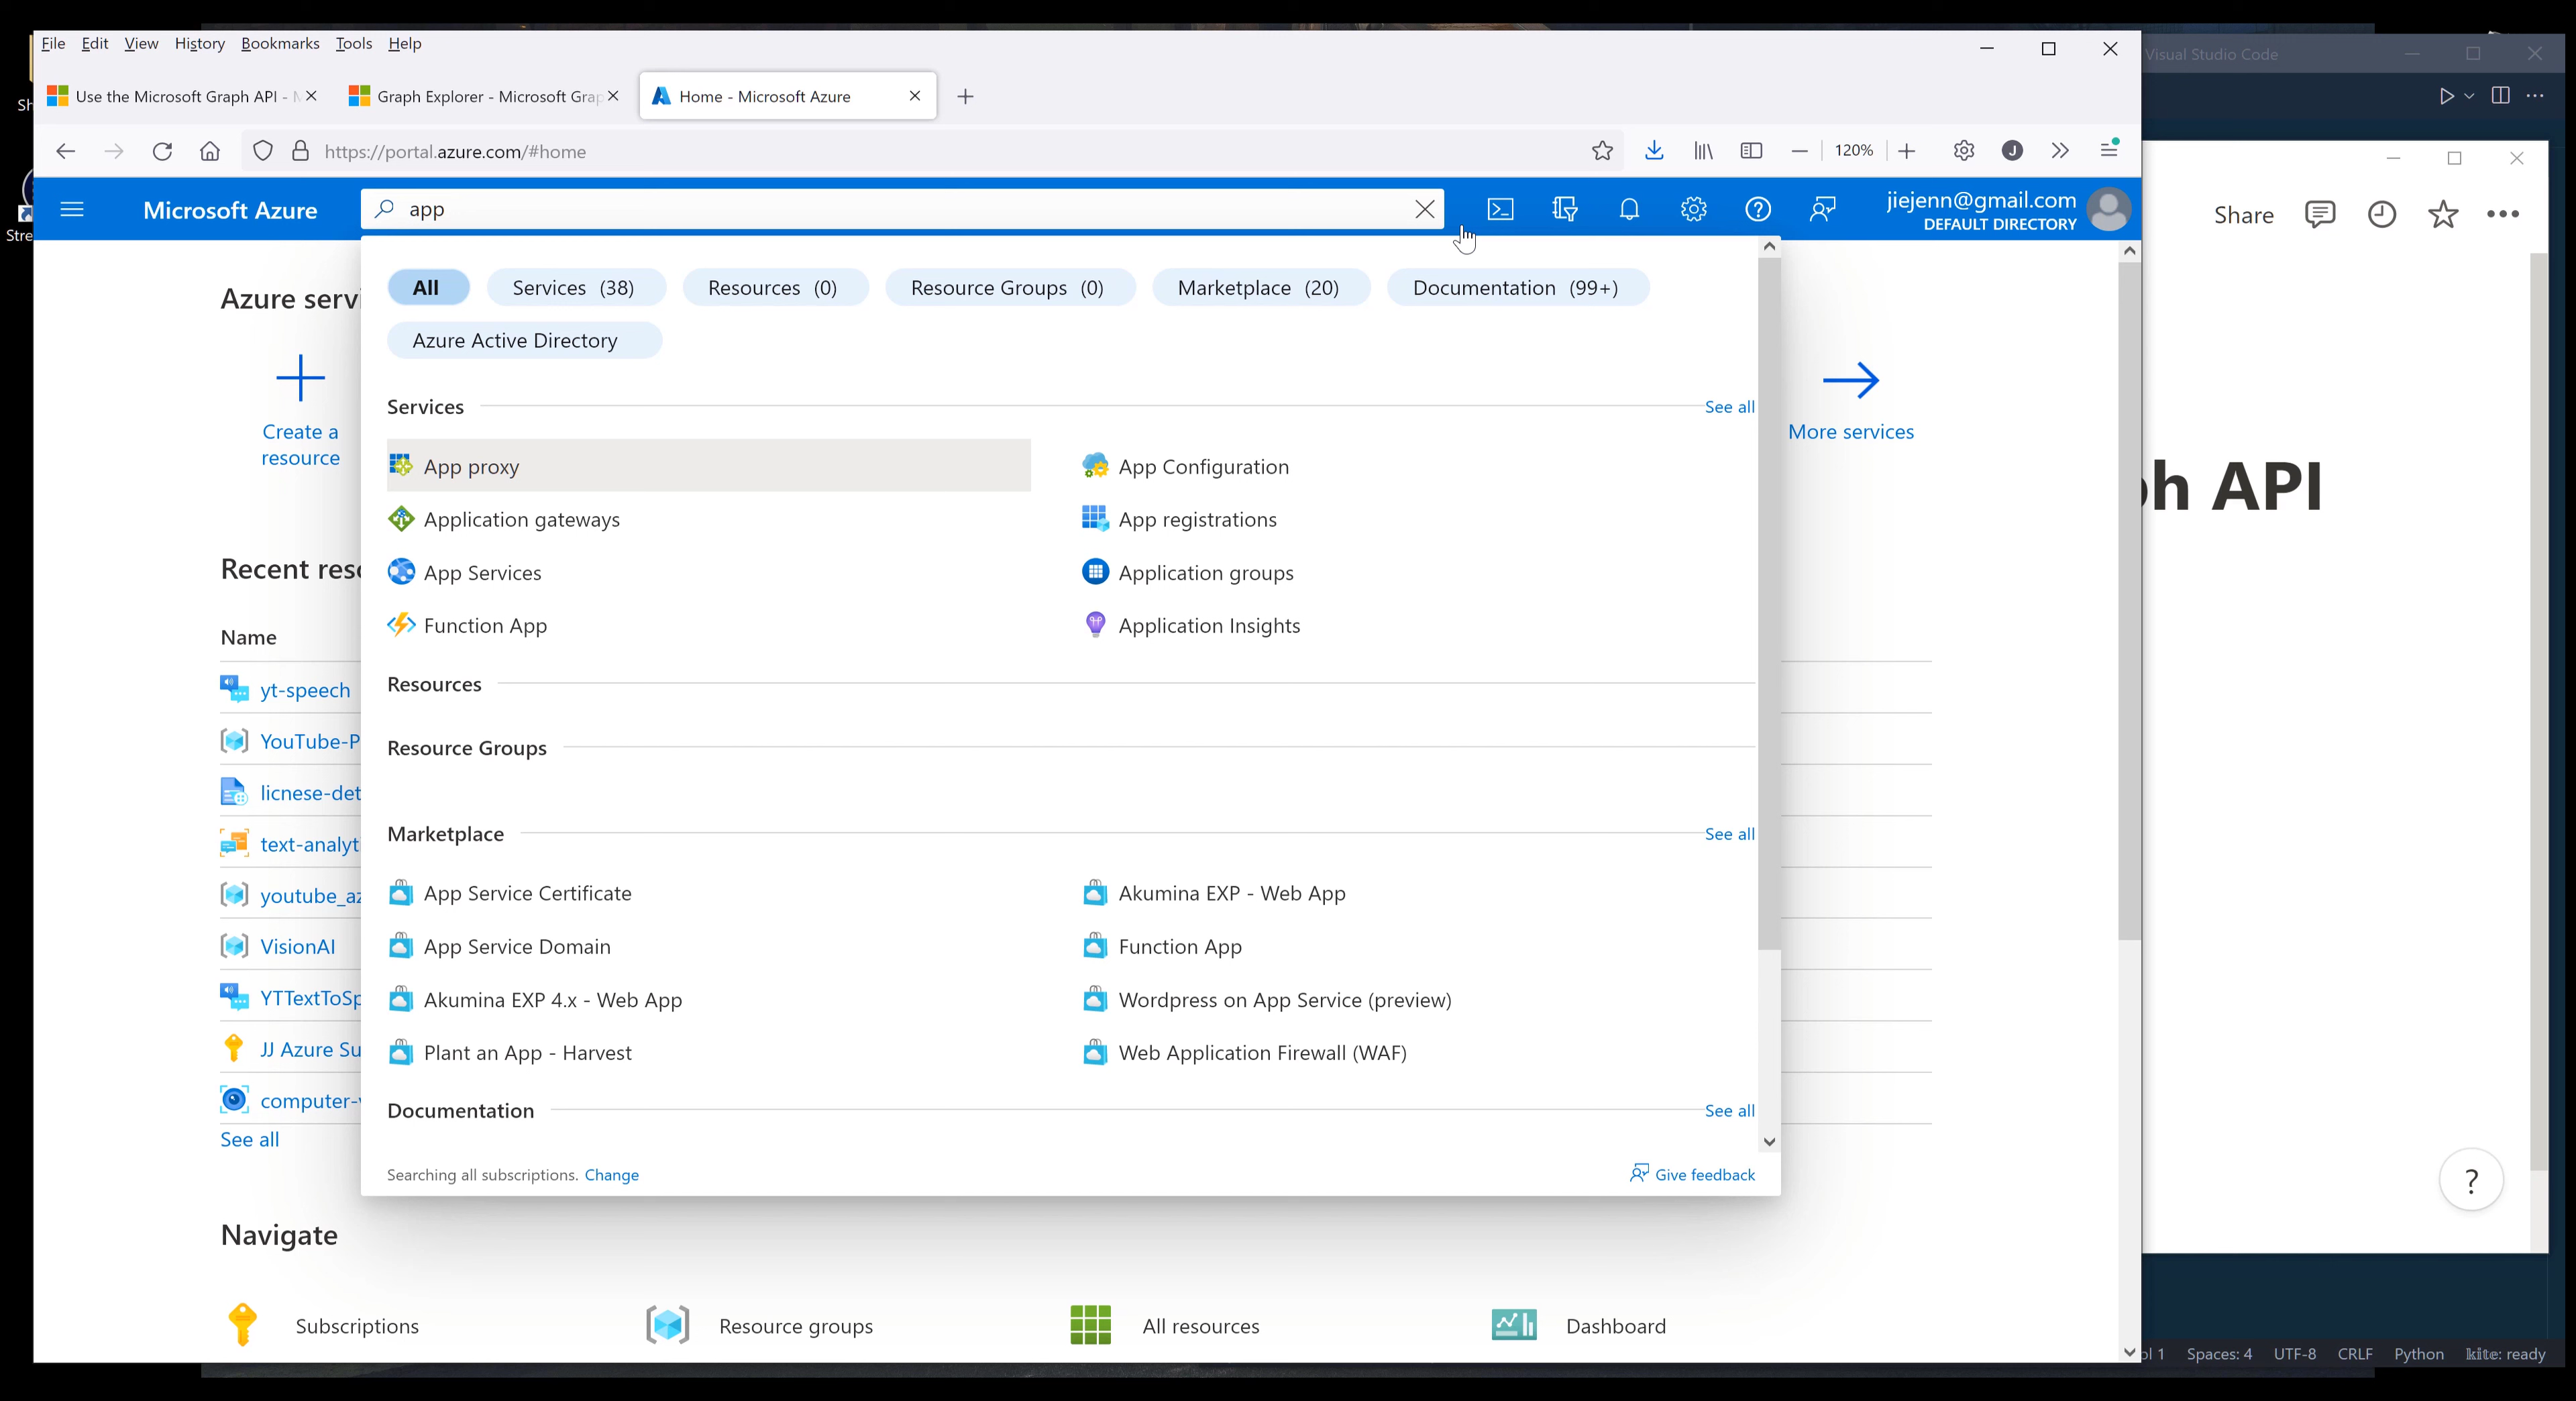 File Edit View History Bookmarks Tools Help
Visual Studio Code
Use the Microsoft Graph API -
Graph Explorer - Microsoft Grap
Home - Microsoft Azure
https://portal.azure.com/#home
120%
J
Microsoft Azure
app
jiejenn@gmail.com
DEFAULT DIRECTORY
Share
Sh
Stre
All
Services (38)
Resources (0)
Resource Groups (0)
Marketplace (20)
Documentation (99+)
Azure Active Directory
Azure servi
Create a
resource
More services
Services
See all
App proxy
App Configuration
Application gateways
App registrations
App Services
Application groups
Function App
Application Insights
ph API
Recent reso
Name
yt-speech
YouTube-P
licnese-det
text-analyt
youtube_az
VisionAI
YTTextToSp
JJ Azure Su
computer-v
See all
Resources
Resource Groups
Marketplace
See all
App Service Certificate
Akumina EXP - Web App
App Service Domain
Function App
Akumina EXP 4.x - Web App
Wordpress on App Service (preview)
Plant an App - Harvest
Web Application Firewall (WAF)
Documentation
See all
Searching all subscriptions. Change
Give feedback
?
Navigate
Subscriptions
Resource groups
All resources
Dashboard
ol 1 Spaces: 4 UTF-8 CRLF Python kite: ready